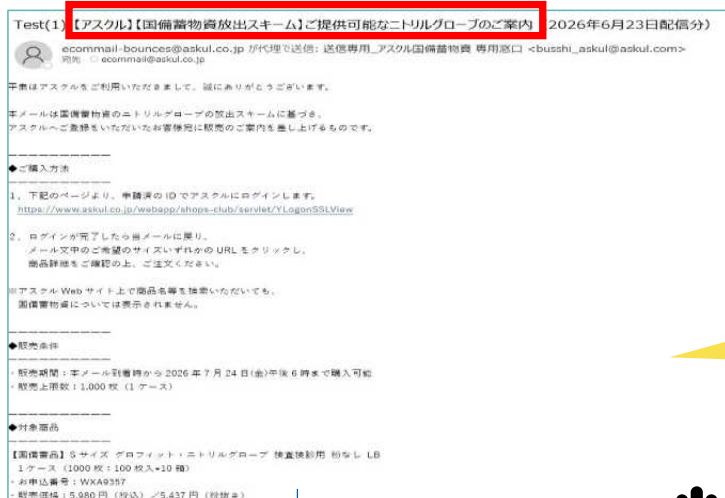 Test(1)【アスクル】【国備蓄物資放出スキーム】ご提供可能なニトリルグローブのご案内 2026年6月23日配信分）
ecommail-bounces@askul.co.jp が代理で送信: 送信専用_アスクル国備蓄物資 専用窓口 <busshi_askul@askul.com>
宛先 ecommail@askul.co.jp
平素はアスクルをご利用いただきまして、誠にありがとうございます。
本メールは国備蓄物資のニトリルグローブの放出スキームに基づき、
アスクルへご登録をいただいたお客様宛に販売のご案内を差し上げるものです。
——————————
◆ご購入方法
——————————
1．下記のページより、申請済の ID でアスクルにログインします。
https://www.askul.co.jp/webapp/shops-club/servlet/YLogonSSLView
2．ログインが完了したら当メールに戻り、
メール文中のご希望のサイズいずれかの URL をクリックし、
商品詳細をご確認の上、ご注文ください。
※アスクル Web サイト上で商品名等を検索いただいても、
国備蓄物資については表示されません。
——————————
◆販売条件
——————————
・販売期間：本メール到着時から 2026 年 7 月 24 日(金)午後 6 時まで購入可能
・販売上限数：1,000 枚（1 ケース）
——————————
◆対象商品
——————————
【国備蓄品】S サイズ グロフィット・ニトリルグローブ 検査検診用 粉なし LB
1 ケース（1000 枚：100 枚入×10 箱）
・お申込番号：WXA9357
・販売価格：5,980 円（税込）／5,437 円（税抜き）